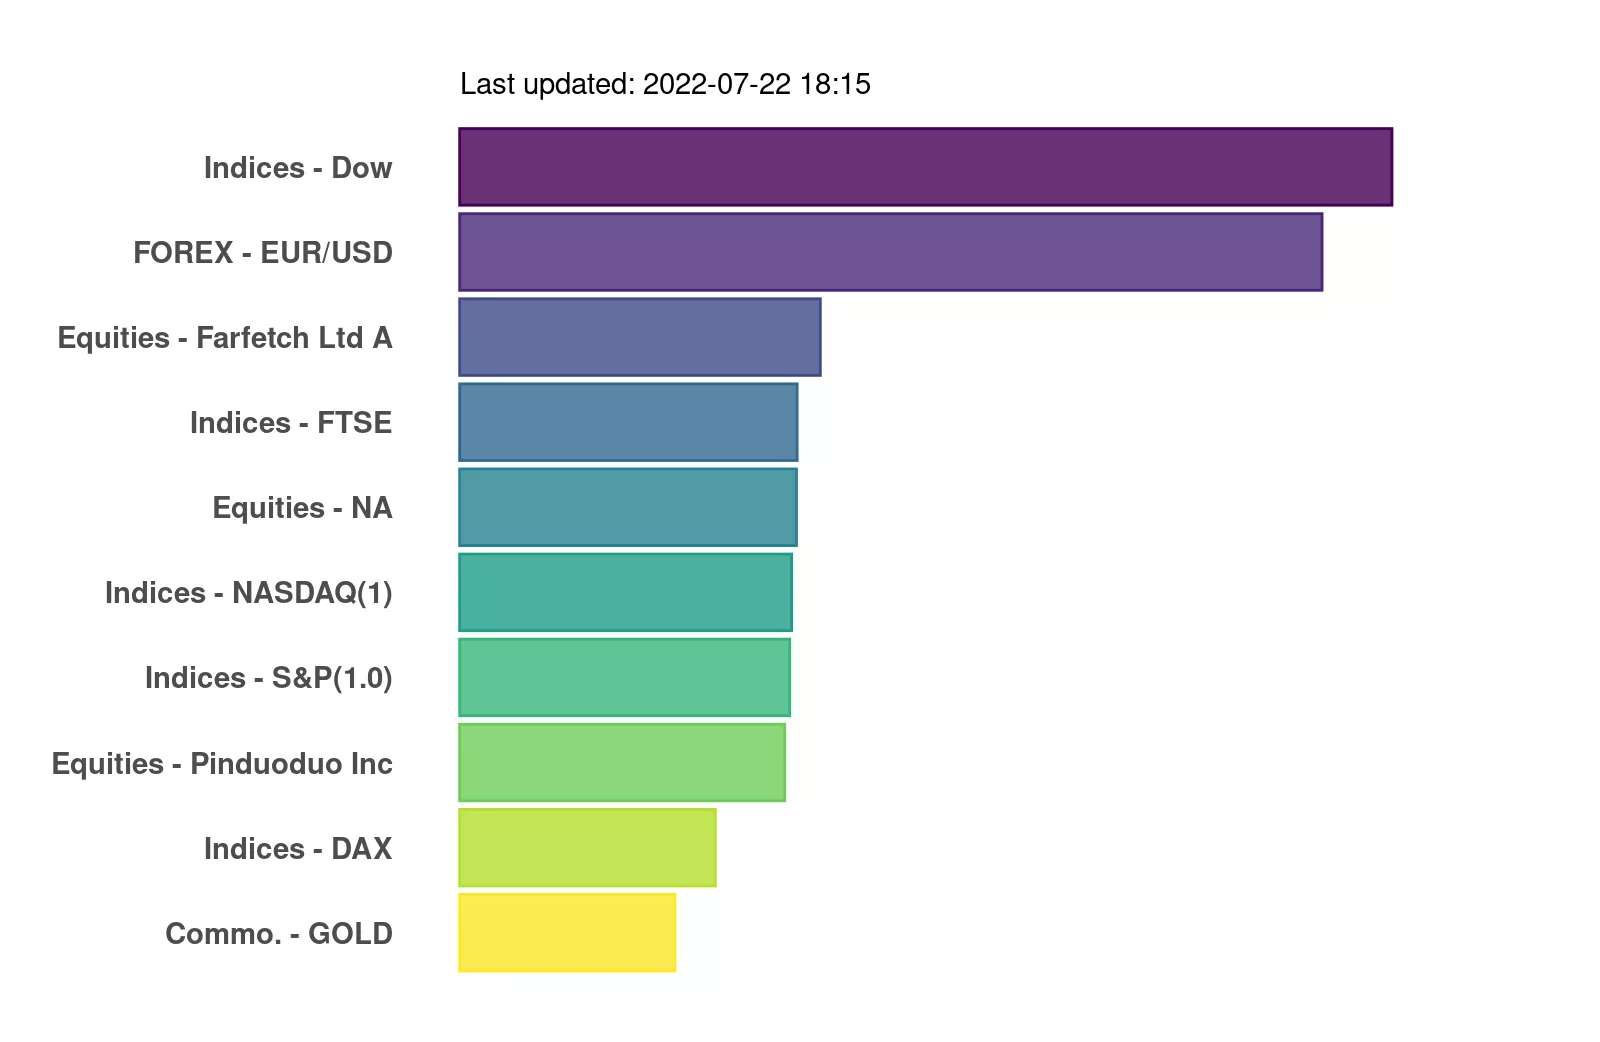 Last updated: 2022-07-22 18:15
Indices - Dow
FOREX - EUR/USD
Equities - Farfetch Ltd A
Indices - FTSE
Equities - NA
Indices - NASDAQ(1)
Indices - S&P(1.0)
Equities - Pinduoduo Inc
Indices - DAX
Commo. - GOLD